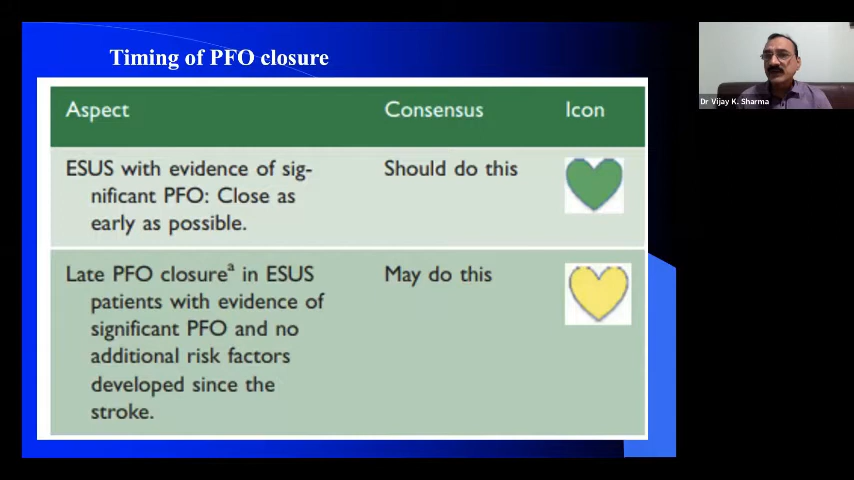 Timing of PFO closure
Aspect Consensus Icon
ESUS with evidence of sig- Should do this
nificant PFO: Close as
early as possible.
Late PFO closureª in ESUS May do this
patients with evidence of
significant PFO and no
additional risk factors
developed since the
stroke.
Dr Vijay K. Sharma